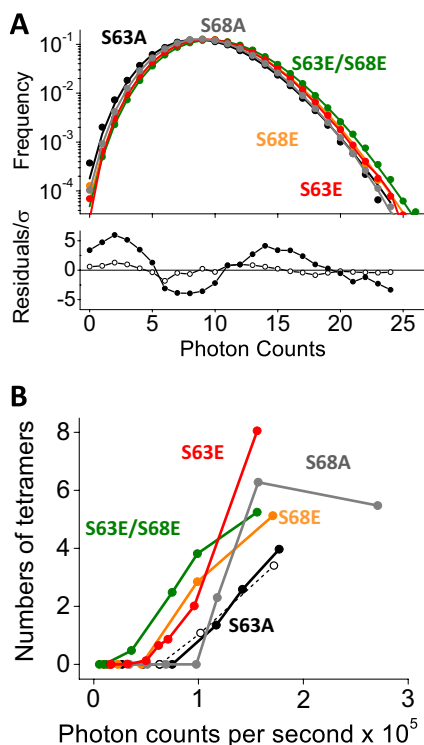 A
S63A
S68A
S63E/S68E
S68E
S63E
Frequency
10⁻¹
10⁻²
10⁻³
10⁻⁴
Residuals/σ
5
0
-5
0 5 10 15 20 25
Photon Counts
B
S63E
S68A
S63E/S68E
S68E
S63A
Numbers of tetramers
8
6
4
2
0
0 1 2 3
Photon counts per second x 10⁵